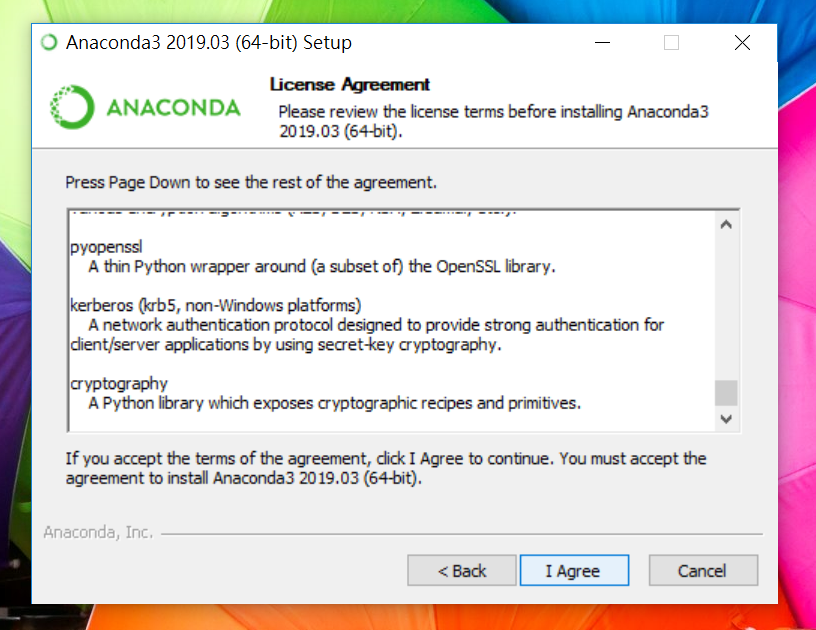 Anaconda3 2019.03 (64-bit) Setup
ANACONDA
License Agreement
Please review the license terms before installing Anaconda3
2019.03 (64-bit).
Press Page Down to see the rest of the agreement.
pyopenssl
A thin Python wrapper around (a subset of) the OpenSSL library.
kerberos (krb5, non-Windows platforms)
A network authentication protocol designed to provide strong authentication for
client/server applications by using secret-key cryptography.
cryptography
A Python library which exposes cryptographic recipes and primitives.
If you accept the terms of the agreement, click I Agree to continue. You must accept the
agreement to install Anaconda3 2019.03 (64-bit).
Anaconda, Inc.
< Back
I Agree
Cancel